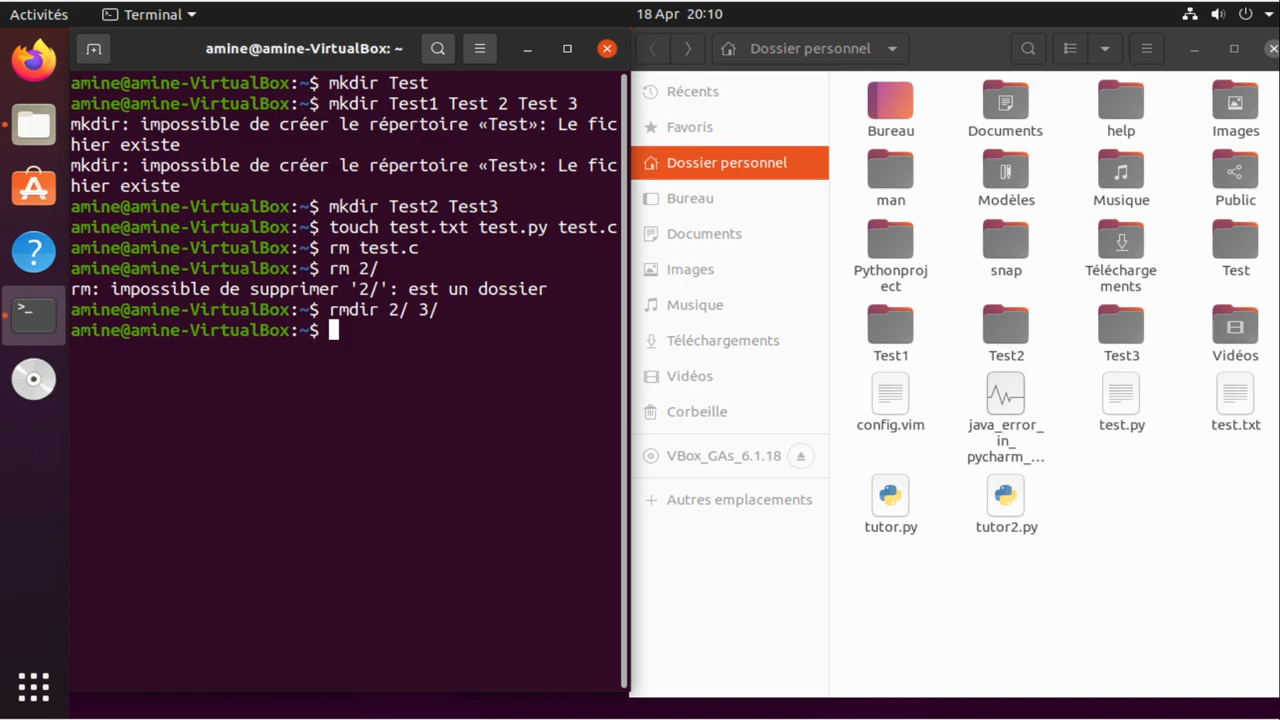 Activités
Terminal
18 Apr 20:10
amine@amine-VirtualBox: ~
amine@amine-VirtualBox:~$ mkdir Test
amine@amine-VirtualBox:~$ mkdir Test1 Test 2 Test 3
mkdir: impossible de créer le répertoire «Test»: Le fic
hier existe
mkdir: impossible de créer le répertoire «Test»: Le fic
hier existe
amine@amine-VirtualBox:~$ mkdir Test2 Test3
amine@amine-VirtualBox:~$ touch test.txt test.py test.c
amine@amine-VirtualBox:~$ rm test.c
amine@amine-VirtualBox:~$ rm 2/
rm: impossible de supprimer '2/': est un dossier
amine@amine-VirtualBox:~$ rmdir 2/ 3/
amine@amine-VirtualBox:~$
Dossier personnel
Récents
Favoris
Dossier personnel
Bureau
Documents
Images
Musique
Téléchargements
Vidéos
Corbeille
VBox_GAs_6.1.18
+ Autres emplacements
Bureau
Documents
help
Images
man
Modèles
Musique
Public
Pythonproj
ect
snap
Télécharge
ments
Test
Test1
Test2
Test3
Vidéos
config.vim
java_error_
in_
pycharm_...
test.py
test.txt
tutor.py
tutor2.py